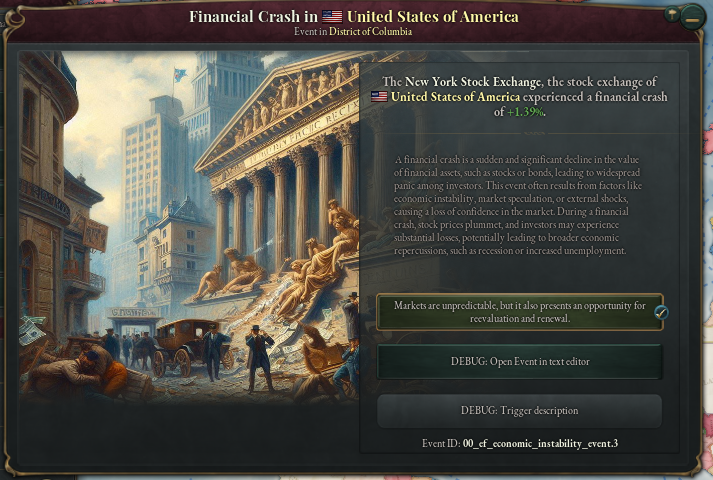 Financial Crash in United States of America
Event in District of Columbia
The New York Stock Exchange, the stock exchange of
United States of America experienced a financial crash
of +1.39%.
A financial crash is a sudden and significant decline in the value
of financial assets, such as stocks or bonds, leading to widespread
panic among investors. This event often results from factors like
economic instability, market speculation, or external shocks,
causing a loss of confidence in the market. During a financial
crash, stock prices plummet, and investors may experience
substantial losses, potentially leading to broader economic
repercussions, such as recession or increased unemployment.
Markets are unpredictable, but it also presents an opportunity for
reevaluation and renewal.
DEBUG: Open Event in text editor
DEBUG: Trigger description
Event ID: 00_ef_economic_instability_event.3